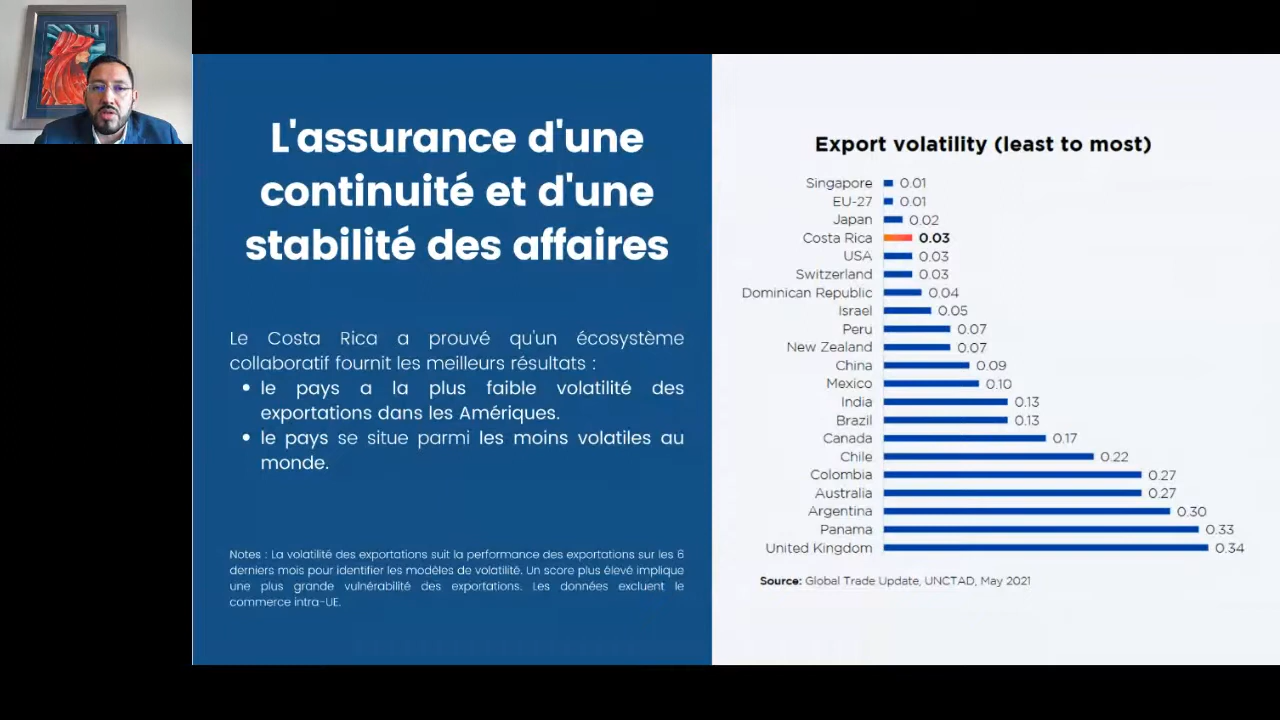 L'assurance d'une
continuité et d'une
stabilité des affaires
Le Costa Rica a prouvé qu'un écosystème
collaboratif fournit les meilleurs résultats :
• le pays a la plus faible volatilité des
exportations dans les Amériques.
• le pays se situe parmi les moins volatiles au
monde.
Notes : La volatilité des exportations suit la performance des exportations sur les 6
derniers mois pour identifier les modèles de volatilité. Un score plus élevé implique
une plus grande vulnérabilité des exportations. Les données excluent le
commerce intra-UE.
Export volatility (least to most)
Singapore 0.01
EU-27 0.01
Japan 0.02
Costa Rica 0.03
USA 0.03
Switzerland 0.03
Dominican Republic 0.04
Israel 0.05
Peru 0.07
New Zealand 0.07
China 0.09
Mexico 0.10
India 0.13
Brazil 0.13
Canada 0.17
Chile 0.22
Colombia 0.27
Australia 0.27
Argentina 0.30
Panama 0.33
United Kingdom 0.34
Source: Global Trade Update, UNCTAD, May 2021